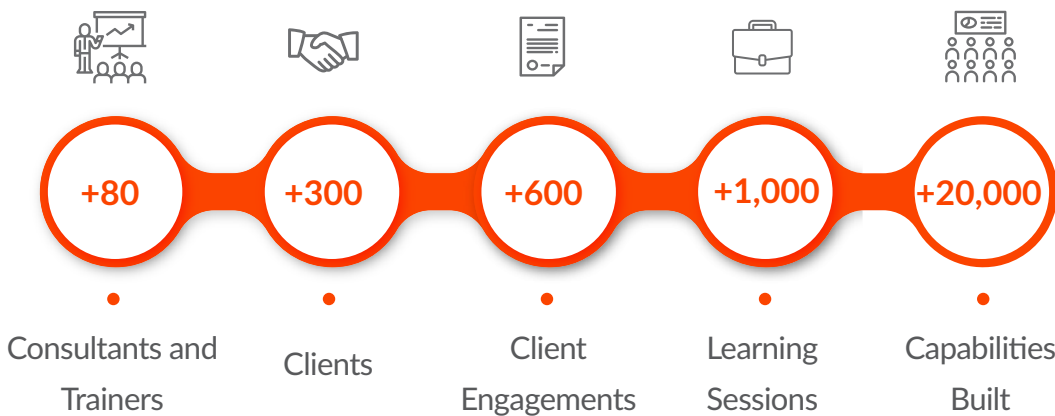 +80
+300
+600
+1,000
+20,000
Consultants and
Trainers
Clients
Client
Engagements
Learning
Sessions
Capabilities
Built